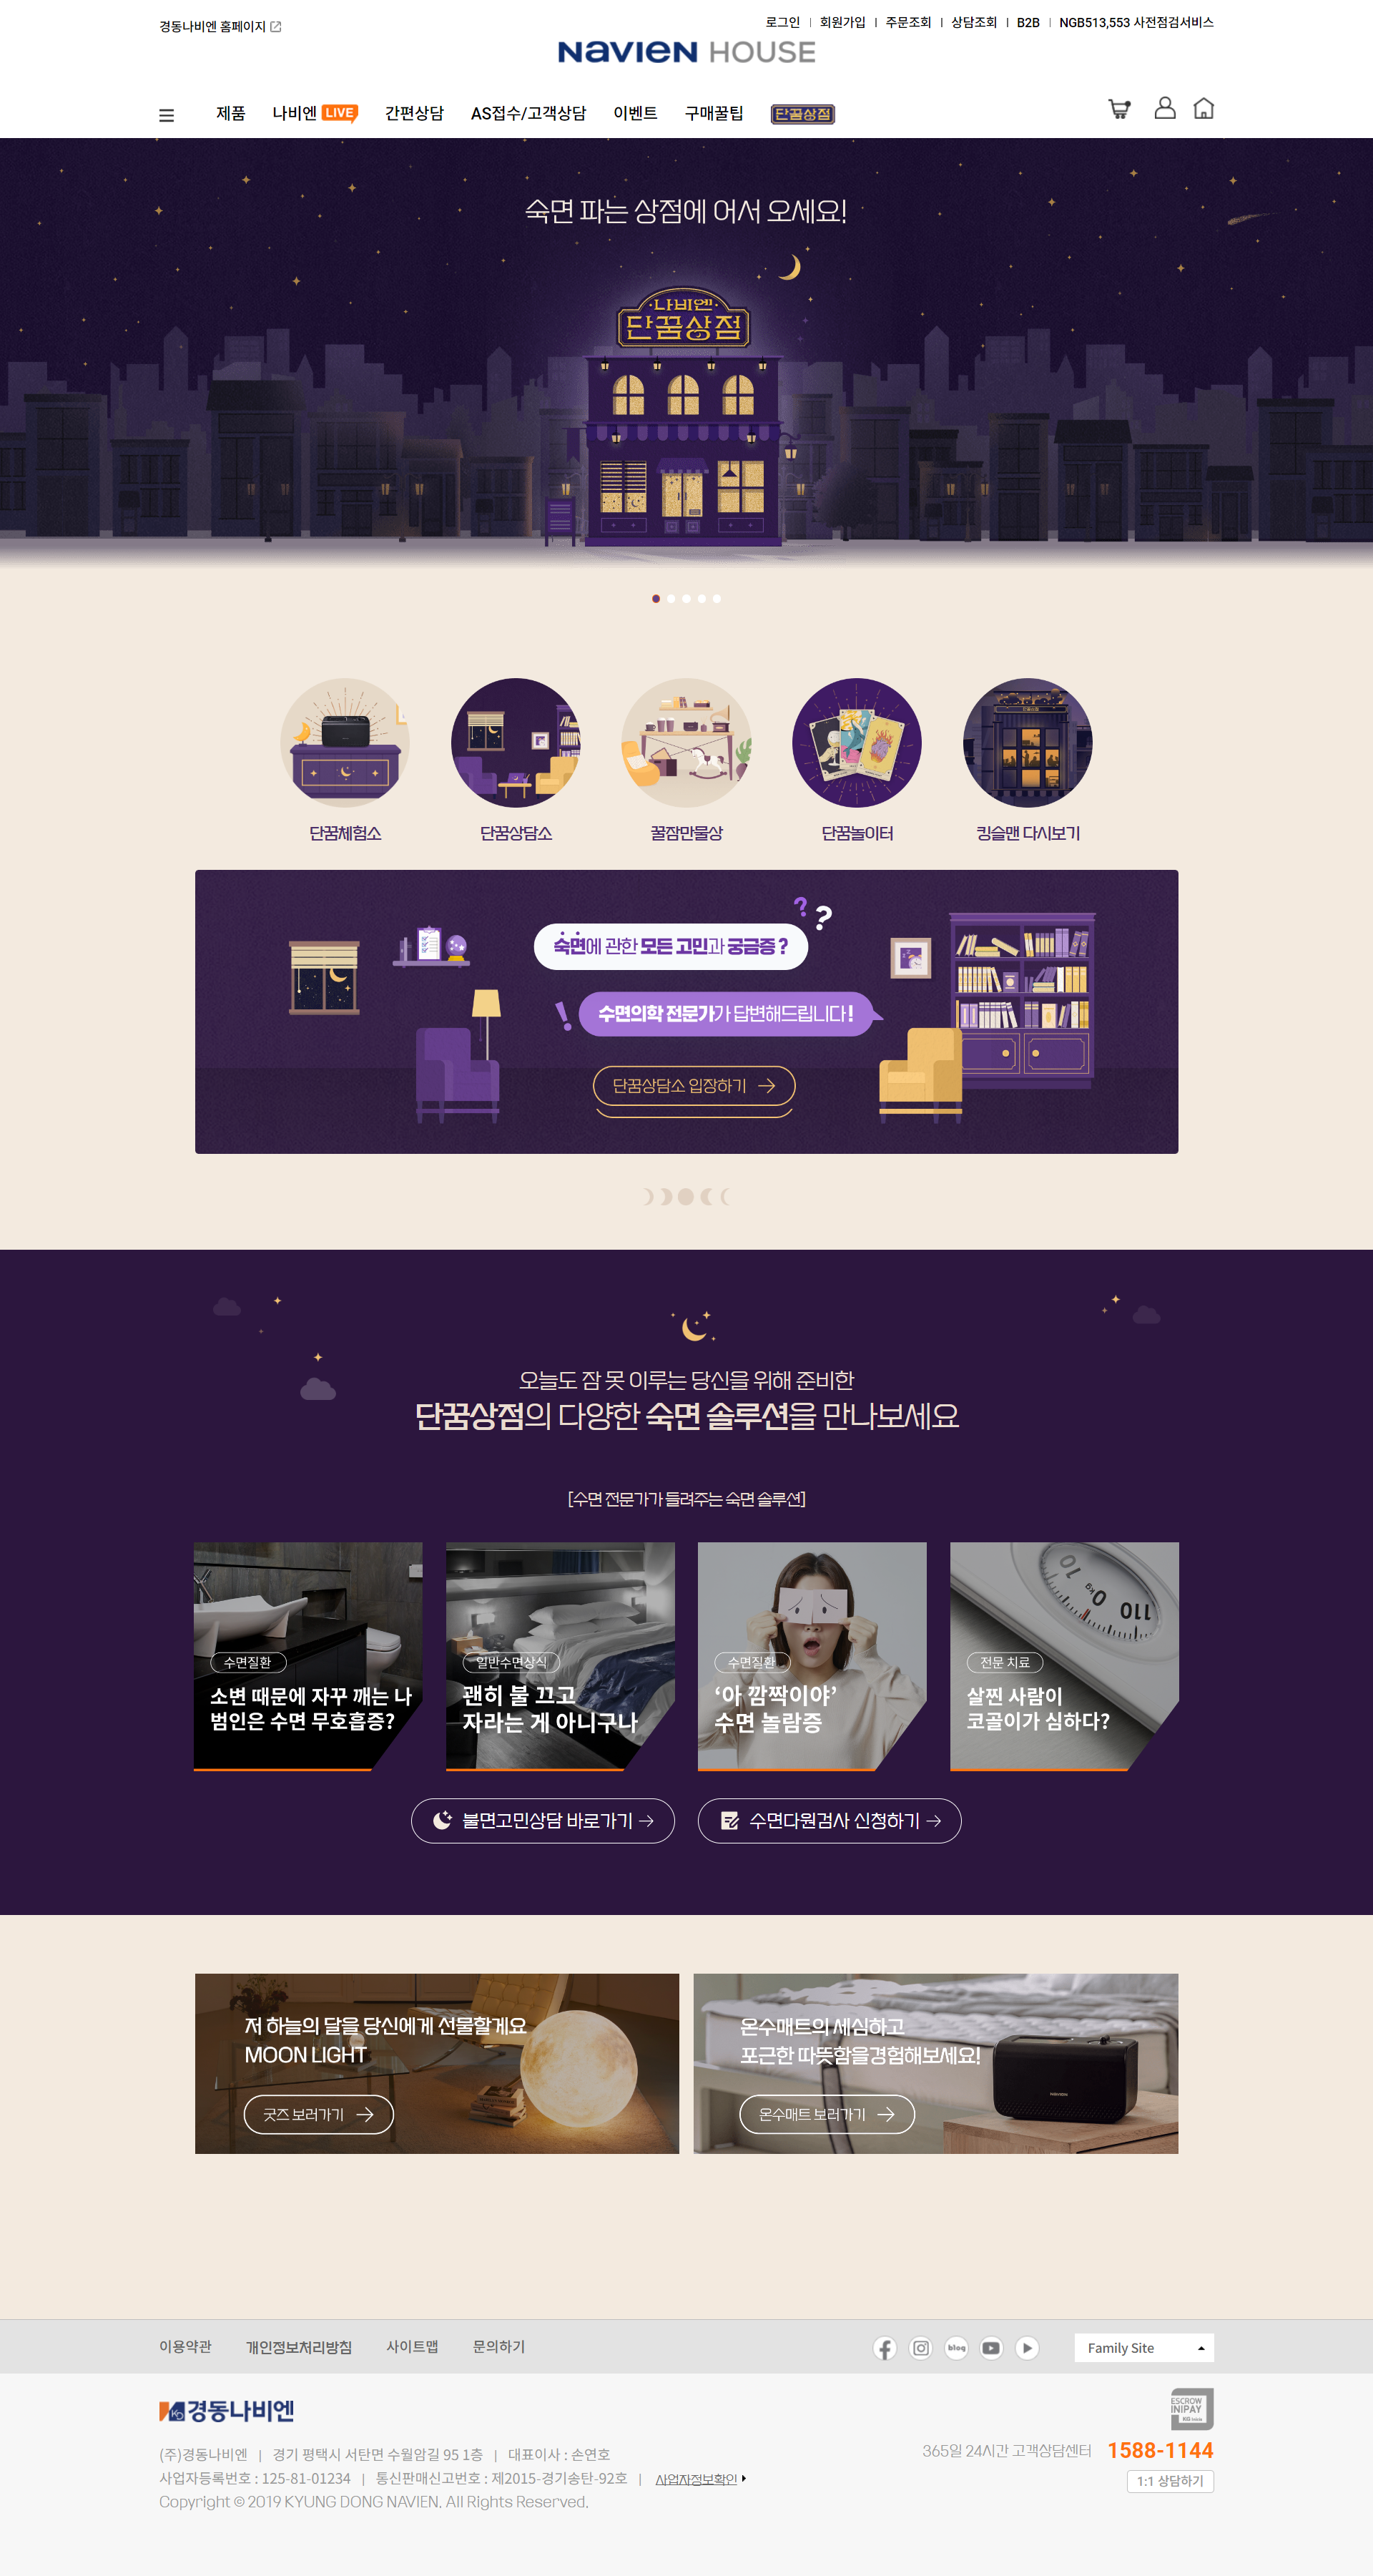 경동나비엔 홈페이지
로그인 | 회원가입 | 주문조회 | 상담조회 | B2B | NGB513,553 사전점검서비스
NAVIEN HOUSE
제품 나비엔 LIVE 간편상담 AS접수/고객상담 이벤트 구매꿀팁 단꿈상점
숙면 파는 상점에 어서 오세요!
·나비엔·
단꿈상점
단꿈체험소 단꿈상담소 꿀잠만물상 단꿈놀이터 킹슬맨 다시보기
??
숙면에 관한 모든 고민과 궁금증 ?
! 수면의학 전문가가 답변해드립니다 !
단꿈상담소 입장하기
오늘도 잠 못 이루는 당신을 위해 준비한
단꿈상점의 다양한 숙면 솔루션을 만나보세요
[수면 전문가가 들려주는 숙면 솔루션]
수면질환
소변 때문에 자꾸 깨는 나
범인은 수면 무호흡증?
일반수면상식
괜히 불 끄고
자라는 게 아니구나
수면질환
‘아 깜짝이야’
수면 놀람증
10 0 kg 110
전문 치료
살찐 사람이
코골이가 심하다?
불면고민상담 바로가기
수면다원검사 신청하기
저 하늘의 달을 당신에게 선물할게요
MOON LIGHT
굿즈 보러가기
온수매트의 세심하고
포근한 따뜻함을경험해보세요!
온수매트 보러가기
NAVIEN
이용약관 개인정보처리방침 사이트맵 문의하기
blog
Family Site
KD 경동나비엔
ESCROW
INIPAY
KG Inicis
(주)경동나비엔 | 경기 평택시 서탄면 수월암길 95 1층 | 대표이사 : 손연호
사업자등록번호 : 125-81-01234 | 통신판매신고번호 : 제2015-경기송탄-92호 | 사업자정보확인
Copyright © 2019 KYUNG DONG NAVIEN. All Rights Reserved.
365일 24시간 고객상담센터 1588-1144
1:1 상담하기